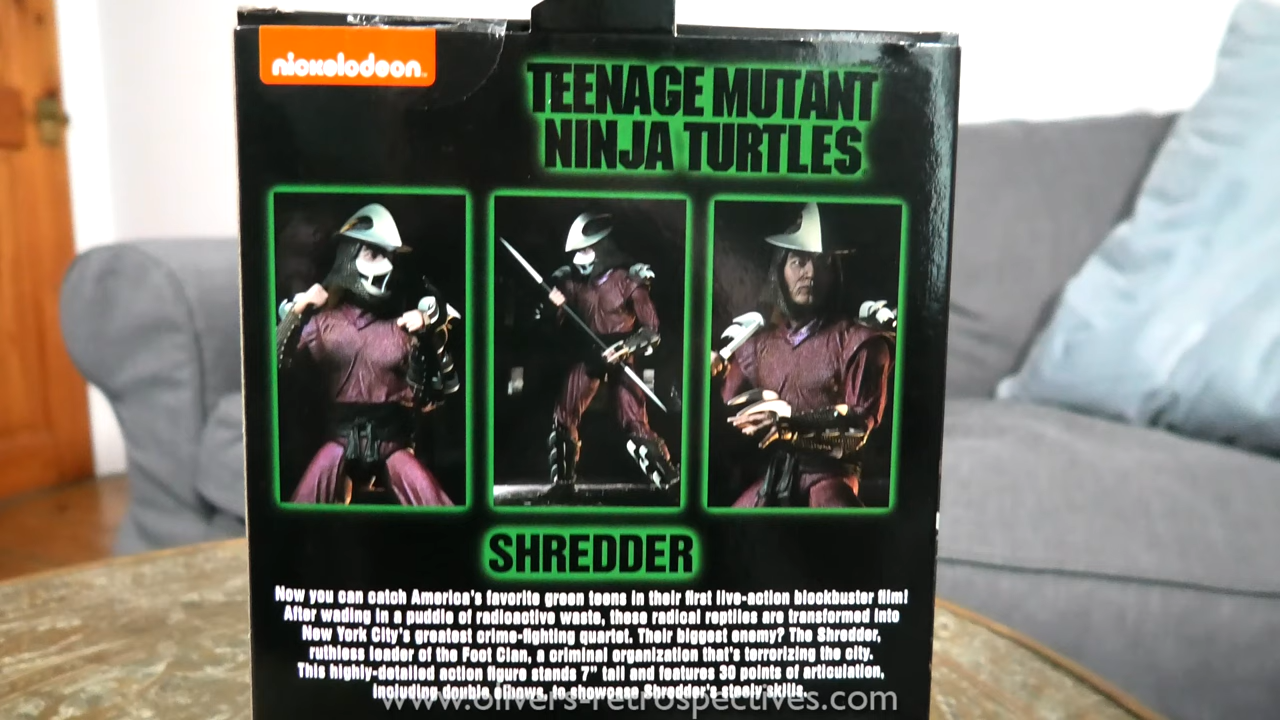 nickelodeon™
TEENAGE MUTANT
NINJA TURTLES
SHREDDER
Now you can catch America's favorite green teens in their first live-action blockbuster film!
After wading in a puddle of radioactive waste, these radical reptiles are transformed into
New York City's greatest crime-fighting quartet. Their biggest enemy? The Shredder,
ruthless leader of the Foot Clan, a criminal organization that's terrorizing the city.
This highly-detailed action figure stands 7" tall and features 30 points of articulation,
including double elbows, to showcase Shredder's steely skills.
www.olivers-retrospectives.com